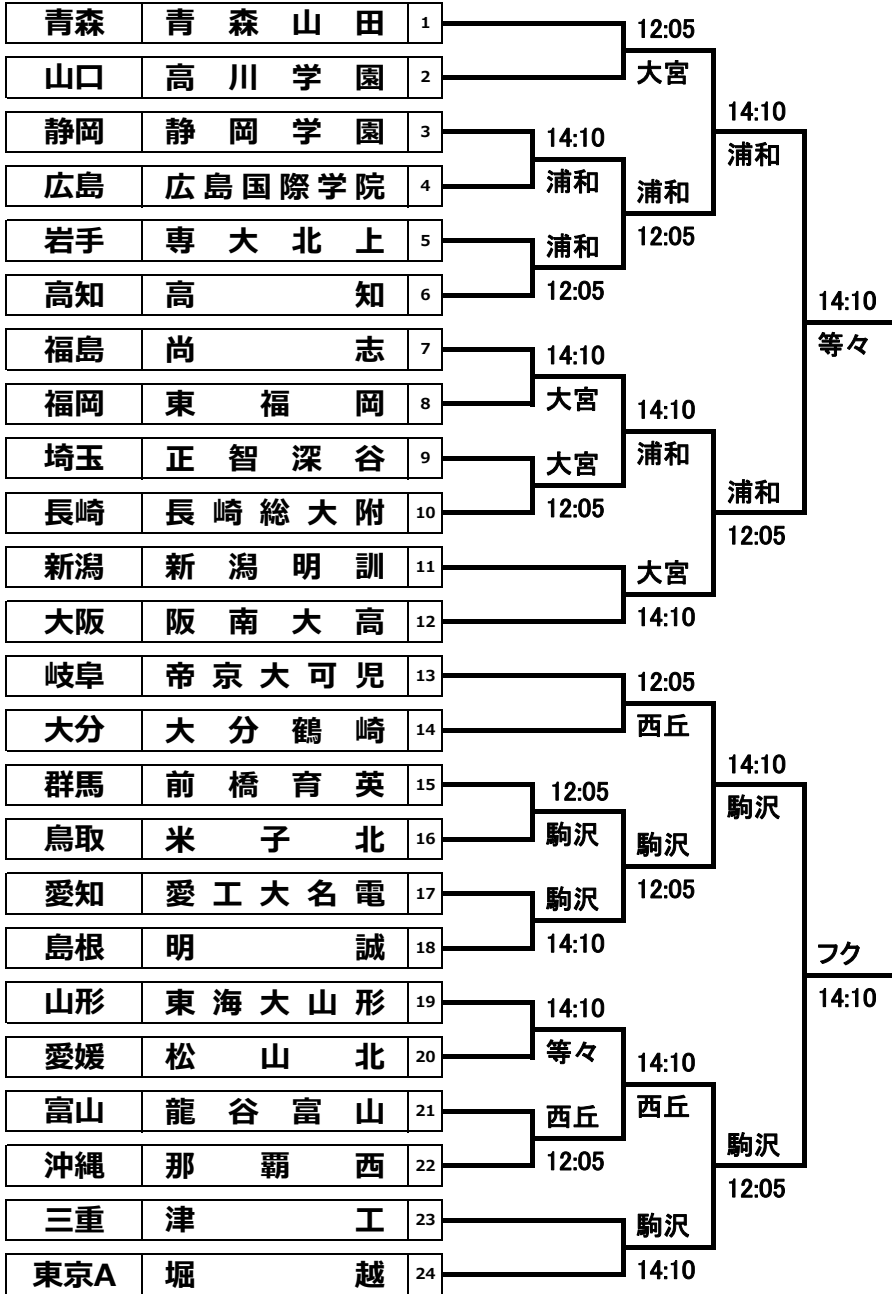 青森 青森山田 1
12:05
山口 高川学園 2
大宮
14:10
静岡 静岡学園 3
14:10
浦和
広島 広島国際学院 4
浦和
浦和
岩手 専大北上 5
浦和
12:05
高知 高知 6
12:05
14:10
福島 尚志 7
14:10
等々
福岡 東福岡 8
大宮
14:10
埼玉 正智深谷 9
大宮
浦和
長崎 長崎総大附 10
12:05
浦和
12:05
新潟 新潟明訓 11
大宮
大阪 阪南大高 12
14:10
岐阜 帝京大可児 13
12:05
大分 大分鶴崎 14
西丘
14:10
群馬 前橋育英 15
12:05
駒沢
鳥取 米子北 16
駒沢
駒沢
愛知 愛工大名電 17
駒沢
12:05
島根 明誠 18
14:10
フク
山形 東海大山形 19
14:10
14:10
愛媛 松山北 20
等々
14:10
富山 龍谷富山 21
西丘
西丘
沖縄 那覇西 22
12:05
駒沢
12:05
三重 津工 23
駒沢
東京A 堀越 24
14:10